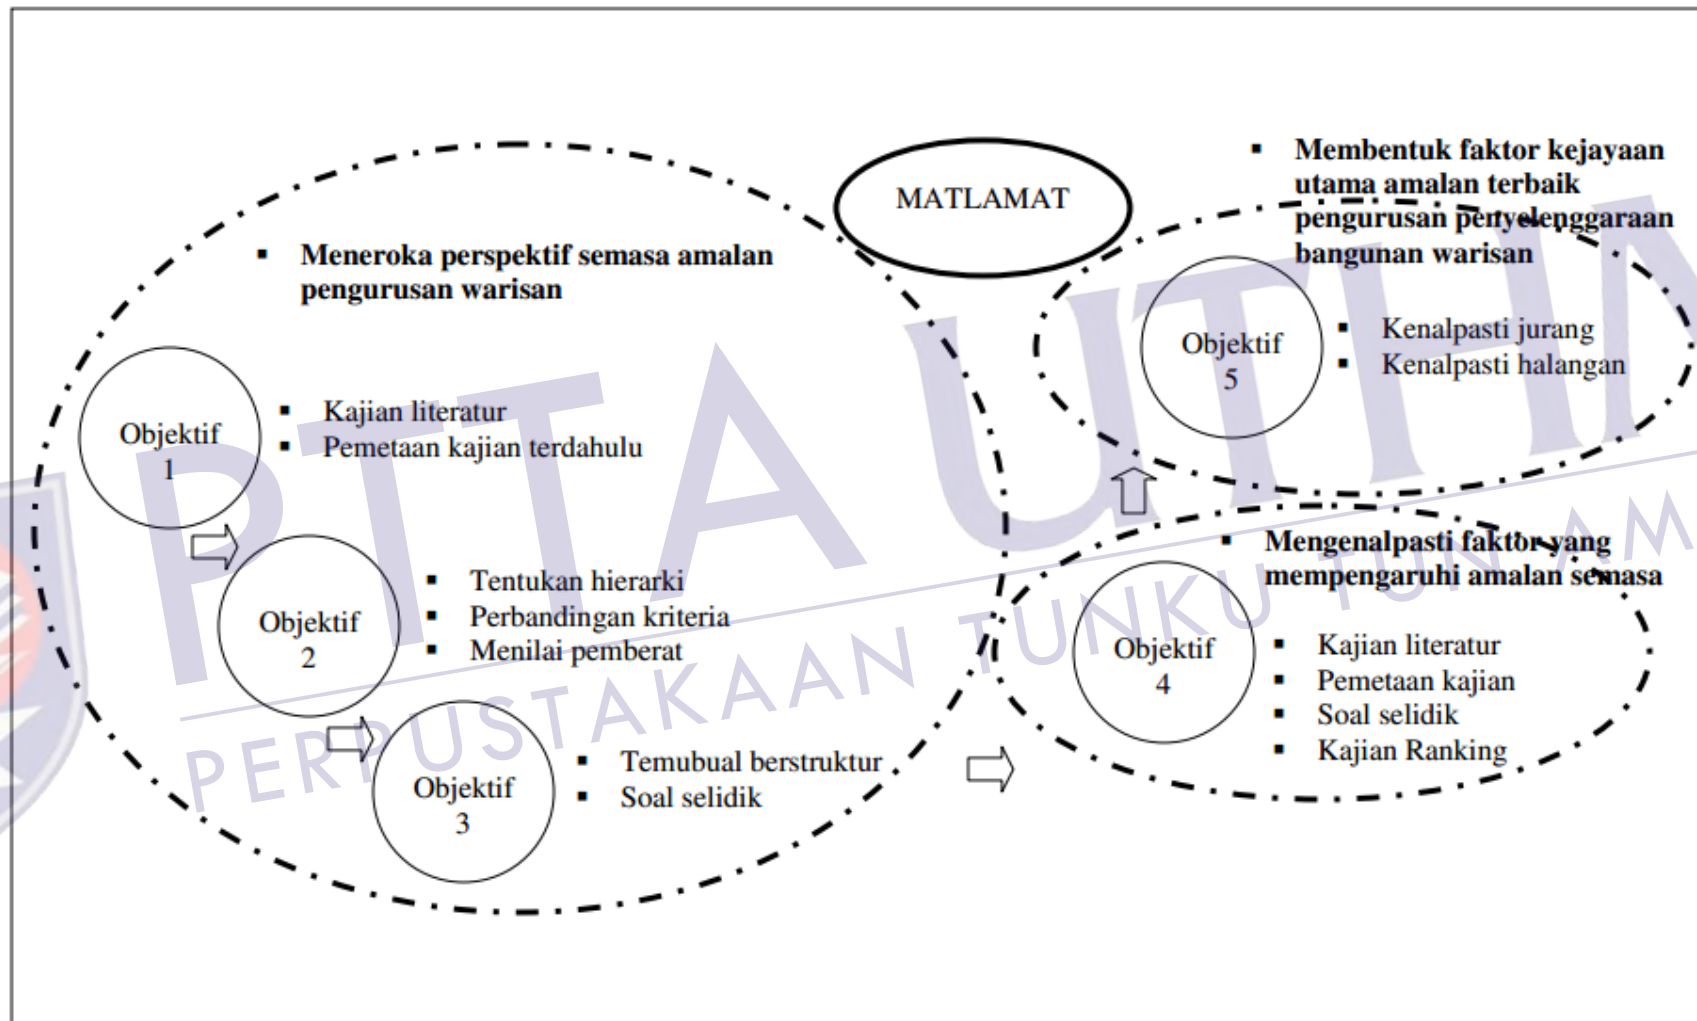 MATLAMAT
▪ Meneroka perspektif semasa amalan
pengurusan warisan
Objektif
1
▪ Kajian literatur
▪ Pemetaan kajian terdahulu
Objektif
2
▪ Tentukan hierarki
▪ Perbandingan kriteria
▪ Menilai pemberat
Objektif
3
▪ Temubual berstruktur
▪ Soal selidik
▪ Mengenalpasti faktor yang
mempengaruhi amalan semasa
Objektif
4
▪ Kajian literatur
▪ Pemetaan kajian
▪ Soal selidik
▪ Kajian Ranking
▪ Membentuk faktor kejayaan
utama amalan terbaik
pengurusan penyelenggaraan
bangunan warisan
Objektif
5
▪ Kenalpasti jurang
▪ Kenalpasti halangan
PTTA UTHM
PERPUSTAKAAN TUNKU TUN AM